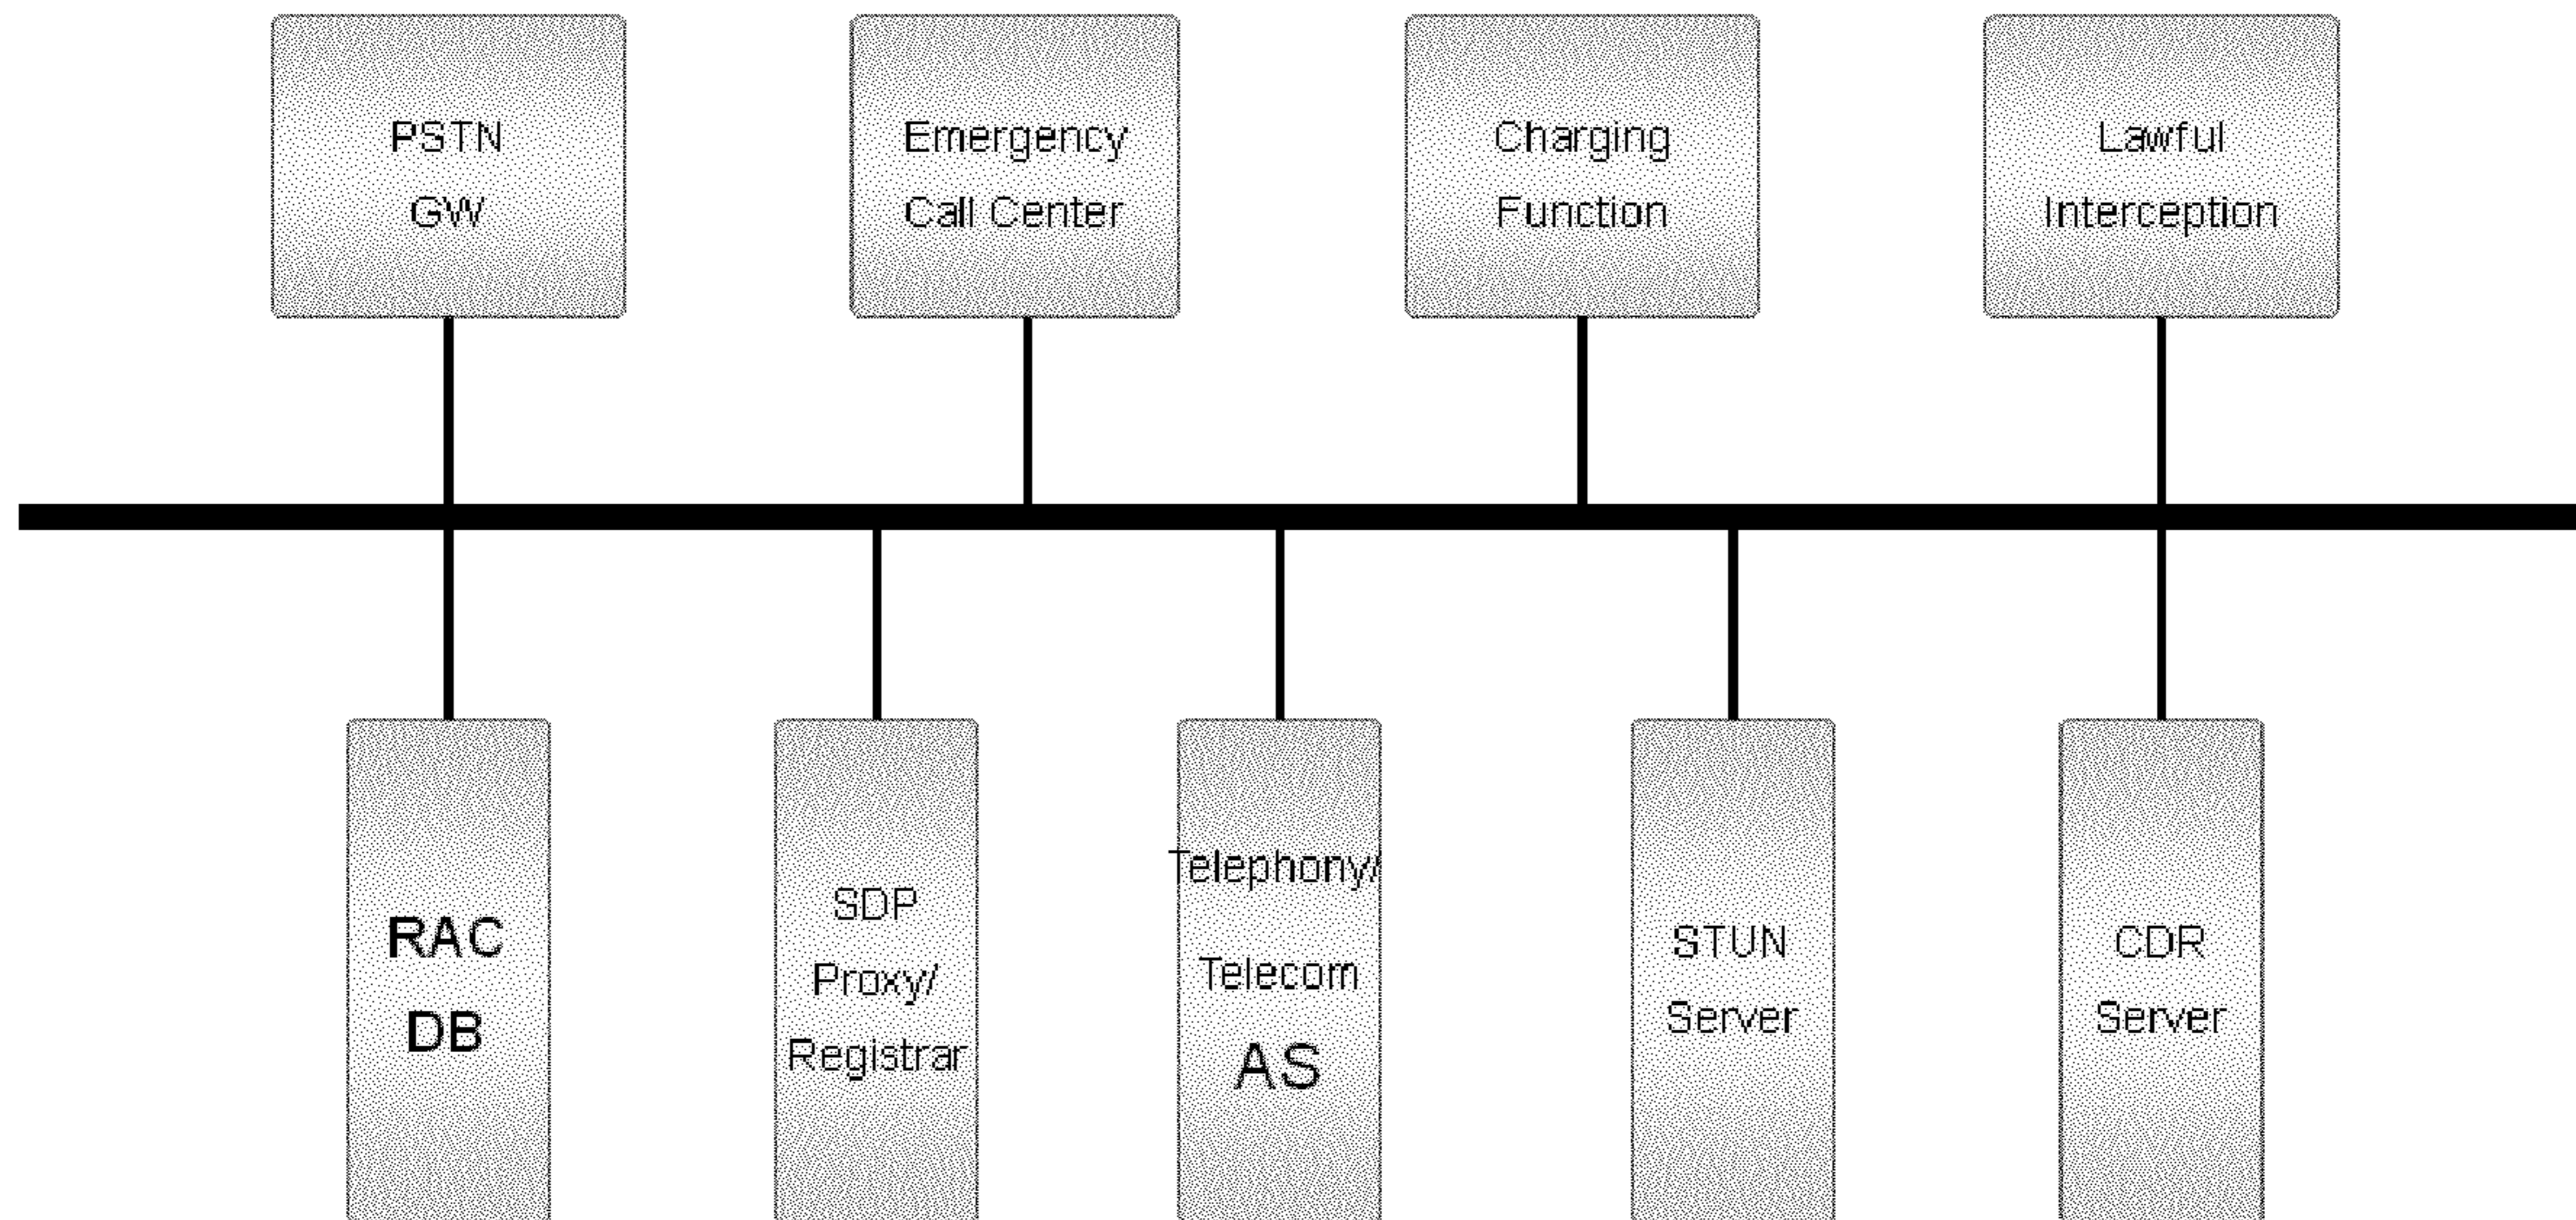 PSTN
GW
Emergency
Call Center
Charging
Function
Lawful
Interception
RAC
DB
SDP
Proxy/
Registrar
Telephony/
Telecom
AS
STUN
Server
CDR
Server